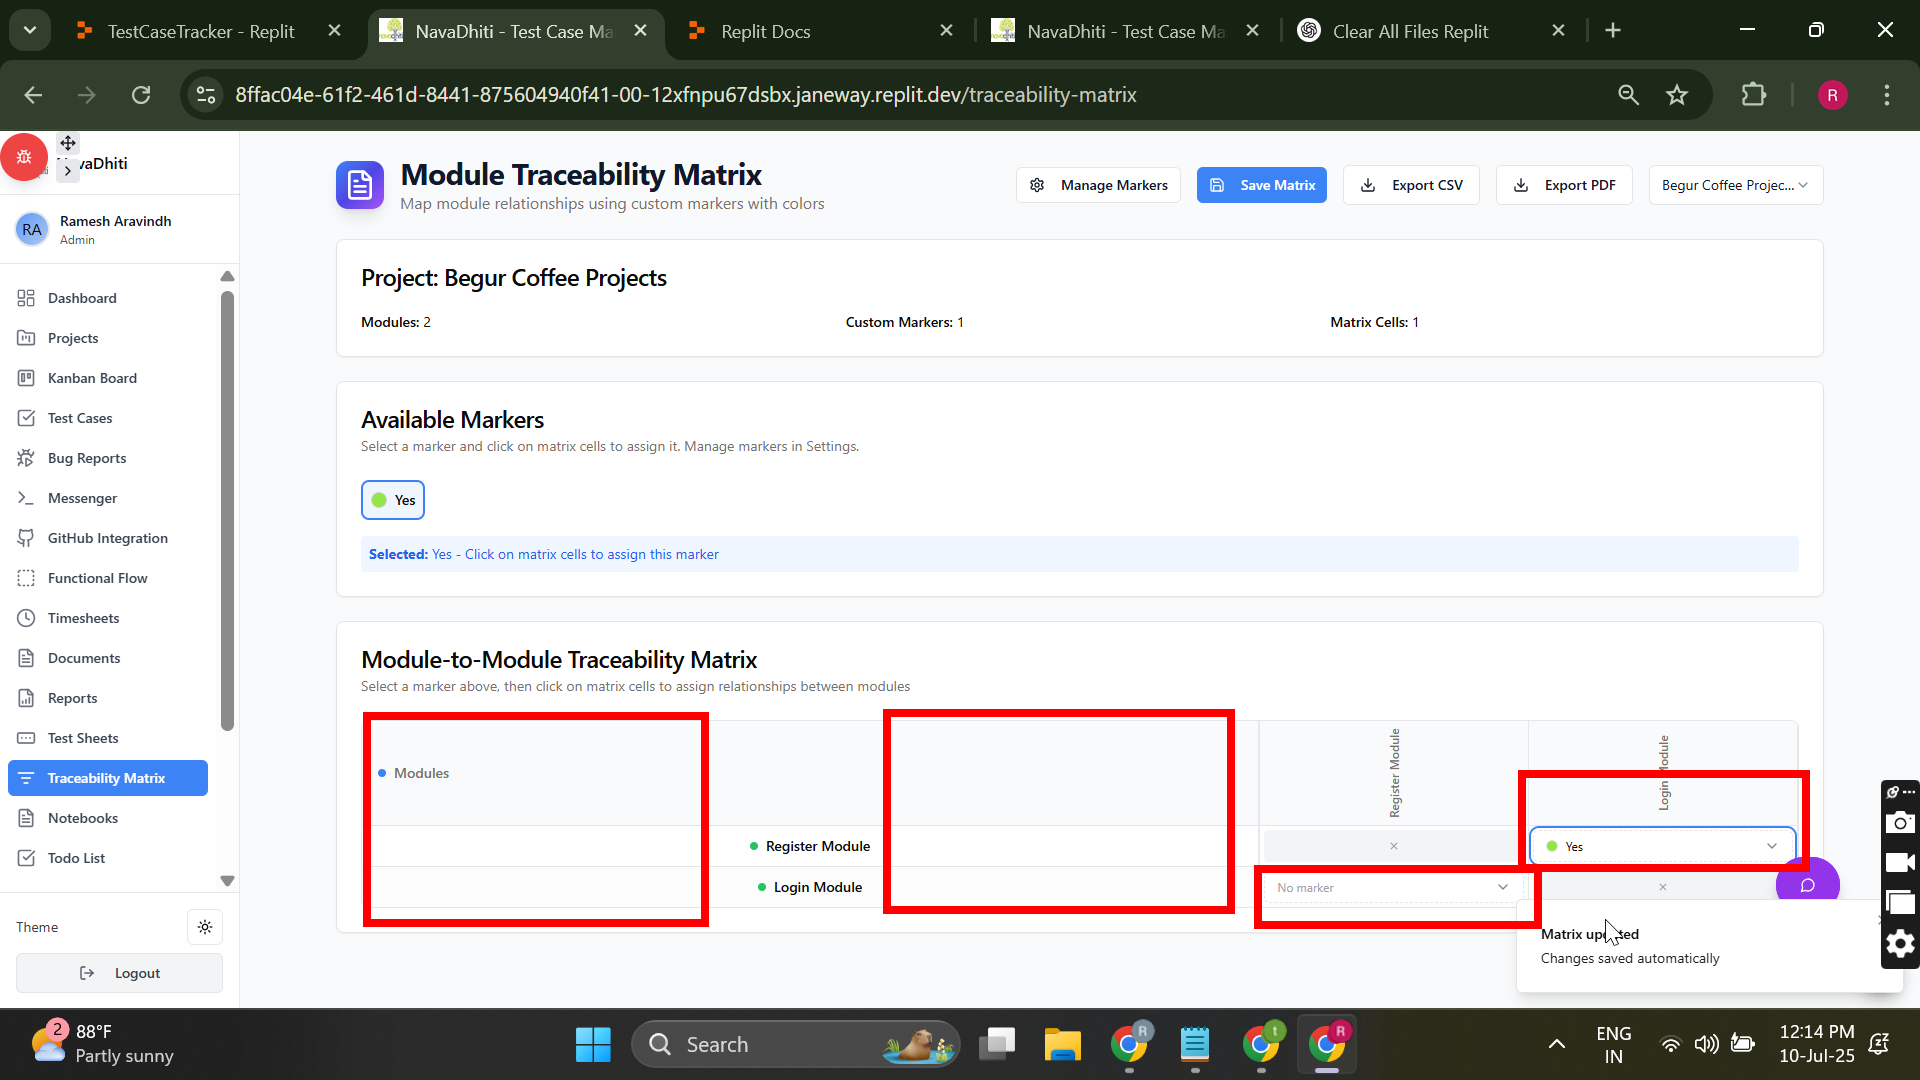 TestCaseTracker - Replit
NavaDhiti - Test Case Ma
Replit Docs
NavaDhiti - Test Case Ma
Clear All Files Replit
8ffac04e-61f2-461d-8441-875604940f41-00-12xfnpu67dsbx.janeway.replit.dev/traceability-matrix
R
vaDhiti
RA
Ramesh Aravindh
Admin
Dashboard
Projects
Kanban Board
Test Cases
Bug Reports
Messenger
GitHub Integration
Functional Flow
Timesheets
Documents
Reports
Test Sheets
Traceability Matrix
Notebooks
Todo List
Theme
Logout
Module Traceability Matrix
Map module relationships using custom markers with colors
Manage Markers
Save Matrix
Export CSV
Export PDF
Begur Coffee Projec...
Project: Begur Coffee Projects
Modules: 2
Custom Markers: 1
Matrix Cells: 1
Available Markers
Select a marker and click on matrix cells to assign it. Manage markers in Settings.
Yes
Selected: Yes - Click on matrix cells to assign this marker
Module-to-Module Traceability Matrix
Select a marker above, then click on matrix cells to assign relationships between modules
Modules
Register Module
Login Module
Register Module
×
Yes
Login Module
No marker
×
Matrix updated
Changes saved automatically
2
88°F
Partly sunny
Search
R
t
R
ENG
IN
12:14 PM
10-Jul-25